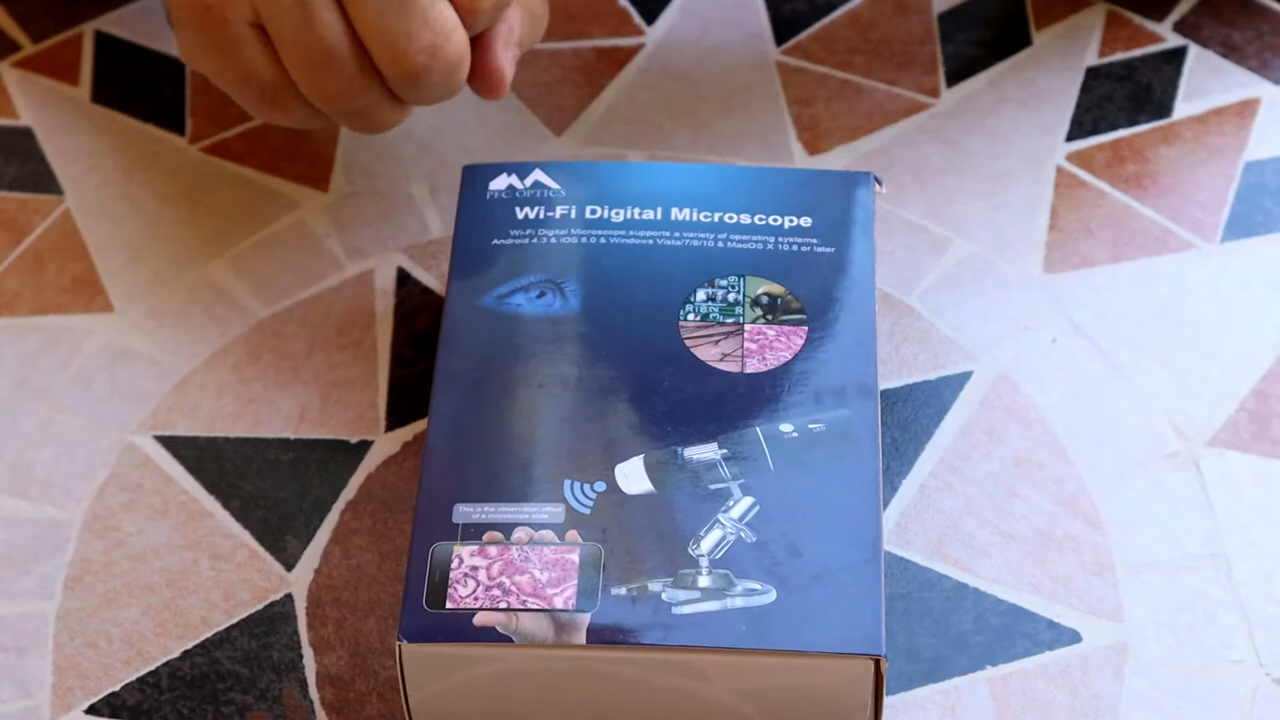 PFC OPTICS
Wi-Fi Digital Microscope
Wi-Fi Digital Microscope,supports a variety of operating systems:
Android 4.3 & iOS 8.0 & Windows Vista/7/8/10 & MacOS X 10.8 or later
This is the observation effect
of a microscope slide
LED